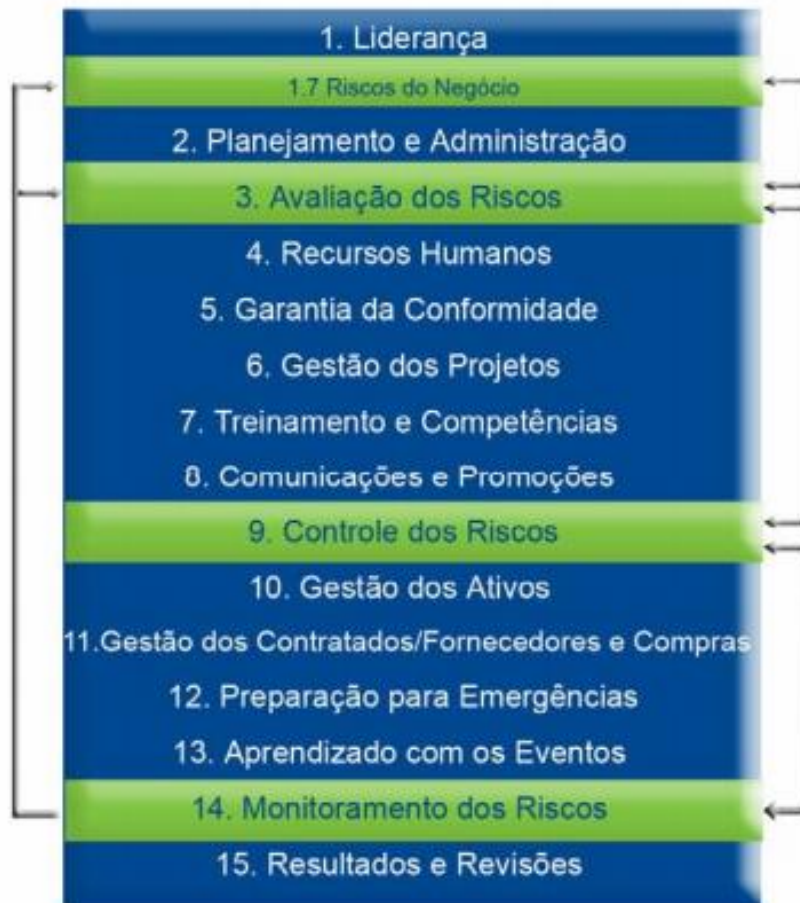 1. Liderança
1.7 Riscos do Negócio
2. Planejamento e Administração
3. Avaliação dos Riscos
4. Recursos Humanos
5. Garantia da Conformidade
6. Gestão dos Projetos
7. Treinamento e Competências
8. Comunicações e Promoções
9. Controle dos Riscos
10. Gestão dos Ativos
11.Gestão dos Contratados/Fornecedores e Compras
12. Preparação para Emergências
13. Aprendizado com os Eventos
14. Monitoramento dos Riscos
15. Resultados e Revisões